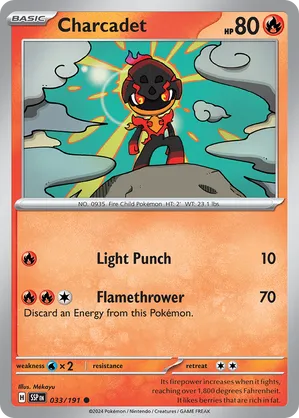 BASIC
Charcadet
HP 80
NO. 0935 Fire Child Pokémon HT: 2' WT: 23.1 lbs.
Light Punch 10
Flamethrower 70
Discard an Energy from this Pokémon.
weakness ×2 resistance retreat
Illus. Mékayu
H SSP EN 033/191
Its firepower increases when it fights,
reaching over 1,800 degrees Fahrenheit.
It likes berries that are rich in fat.
©2024 Pokémon / Nintendo / Creatures / GAME FREAK